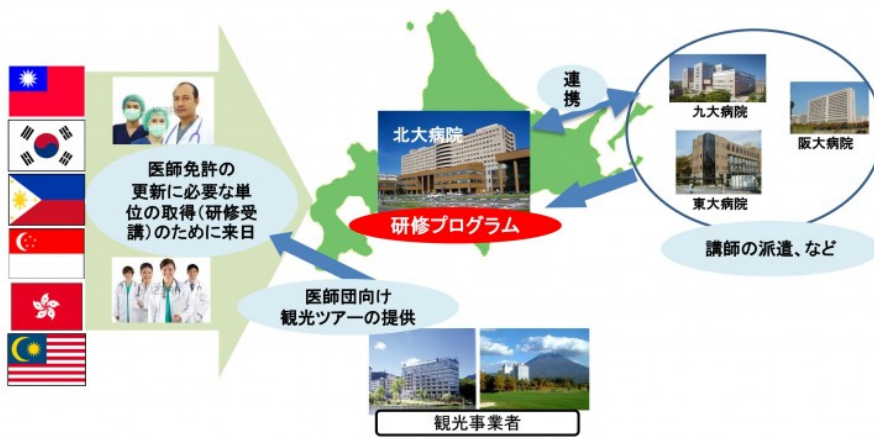 医師免許の
更新に必要な単
位の取得(研修受
講)のために来日
北大病院
研修プログラム
連
携
九大病院
阪大病院
東大病院
講師の派遣、など
医師団向け
観光ツアーの提供
観光事業者